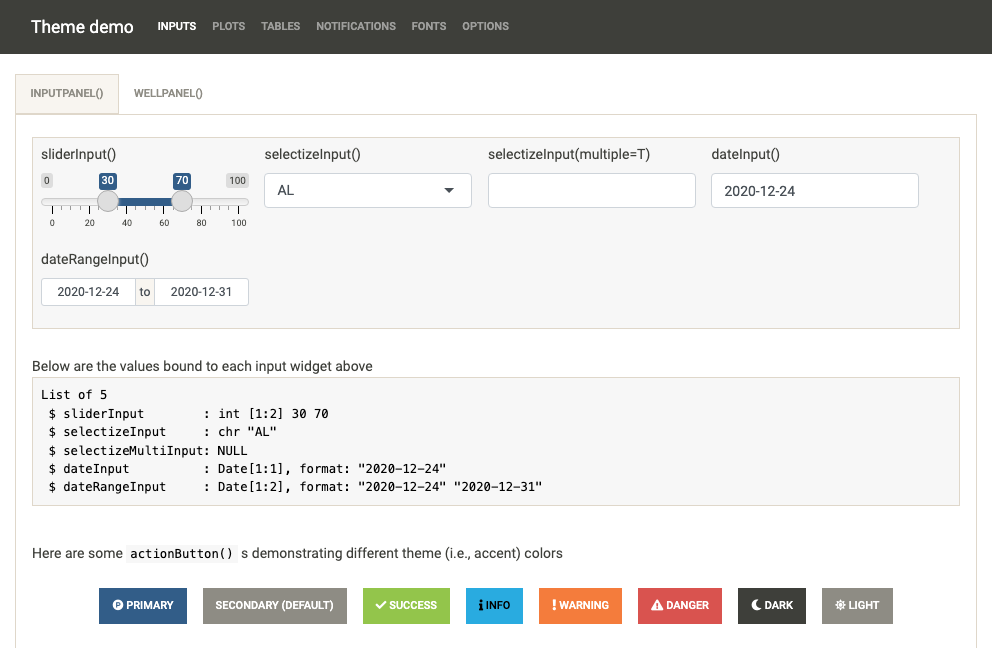 Theme demo INPUTS PLOTS TABLES NOTIFICATIONS FONTS OPTIONS
INPUTPANEL() WELLPANEL()
sliderInput() selectizeInput() selectizeInput(multiple=T) dateInput()
0 30 70 100
AL 2020-12-24
0 20 40 60 80 100
dateRangeInput()
2020-12-24 to 2020-12-31
Below are the values bound to each input widget above
List of 5
 $ sliderInput        : int [1:2] 30 70
 $ selectizeInput     : chr "AL"
 $ selectizeMultiInput: NULL
 $ dateInput          : Date[1:1], format: "2020-12-24"
 $ dateRangeInput     : Date[1:2], format: "2020-12-24" "2020-12-31"
Here are some actionButton() s demonstrating different theme (i.e., accent) colors
PRIMARY SECONDARY (DEFAULT) SUCCESS INFO WARNING DANGER DARK LIGHT